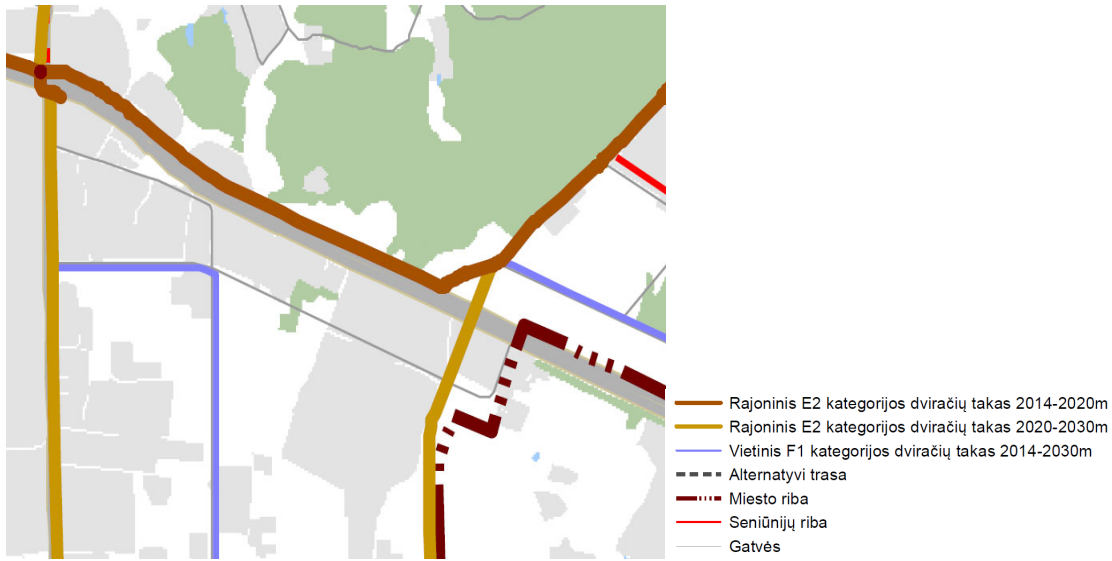 Rajoninis E2 kategorijos dviračių takas 2014-2020m
Rajoninis E2 kategorijos dviračių takas 2020-2030m
Vietinis F1 kategorijos dviračių takas 2014-2030m
Alternatyvi trasa
Miesto riba
Seniūnijų riba
Gatvės